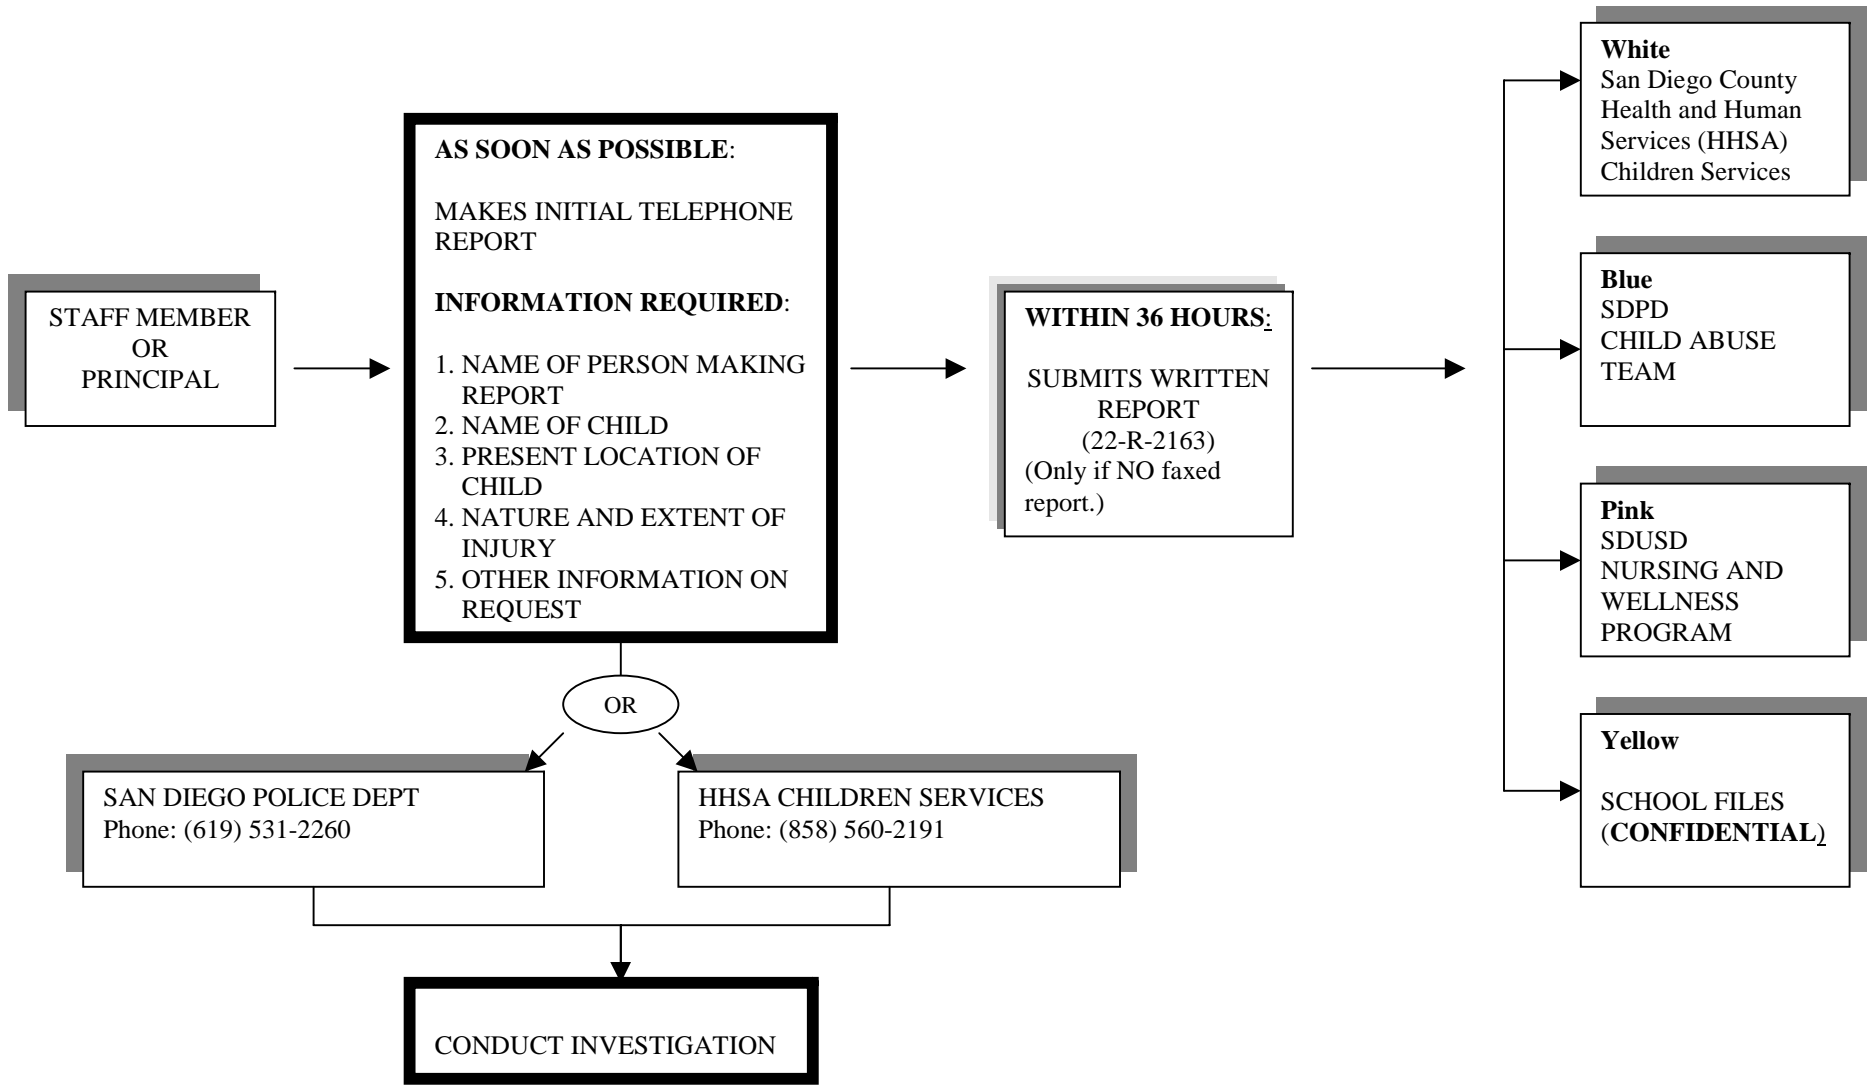 STAFF MEMBER
OR
PRINCIPAL
AS SOON AS POSSIBLE:
MAKES INITIAL TELEPHONE
REPORT
INFORMATION REQUIRED:
1. NAME OF PERSON MAKING
REPORT
2. NAME OF CHILD
3. PRESENT LOCATION OF
CHILD
4. NATURE AND EXTENT OF
INJURY
5. OTHER INFORMATION ON
REQUEST
OR
SAN DIEGO POLICE DEPT
Phone: (619) 531-2260
HHSA CHILDREN SERVICES
Phone: (858) 560-2191
CONDUCT INVESTIGATION
WITHIN 36 HOURS:
SUBMITS WRITTEN
REPORT
(22-R-2163)
(Only if NO faxed
report.)
White
San Diego County
Health and Human
Services (HHSA)
Children Services
Blue
SDPD
CHILD ABUSE
TEAM
Pink
SDUSD
NURSING AND
WELLNESS
PROGRAM
Yellow
SCHOOL FILES
(CONFIDENTIAL)